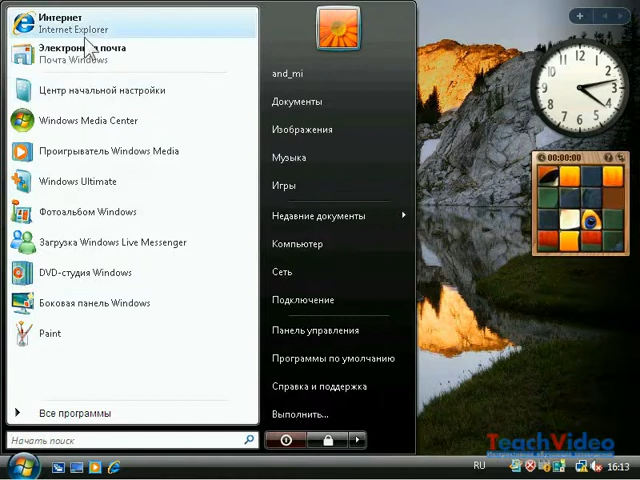 Интернет
Internet Explorer
Электронная почта
Почта Windows
Центр начальной настройки
Windows Media Center
Проигрыватель Windows Media
Windows Ultimate
Фотоальбом Windows
Загрузка Windows Live Messenger
DVD-студия Windows
Боковая панель Windows
Paint
Все программы
Начать поиск
and_mi
Документы
Изображения
Музыка
Игры
Недавние документы
Компьютер
Сеть
Подключение
Панель управления
Программы по умолчанию
Справка и поддержка
Выполнить...
00:00:00
TeachVideo
RU
16:13